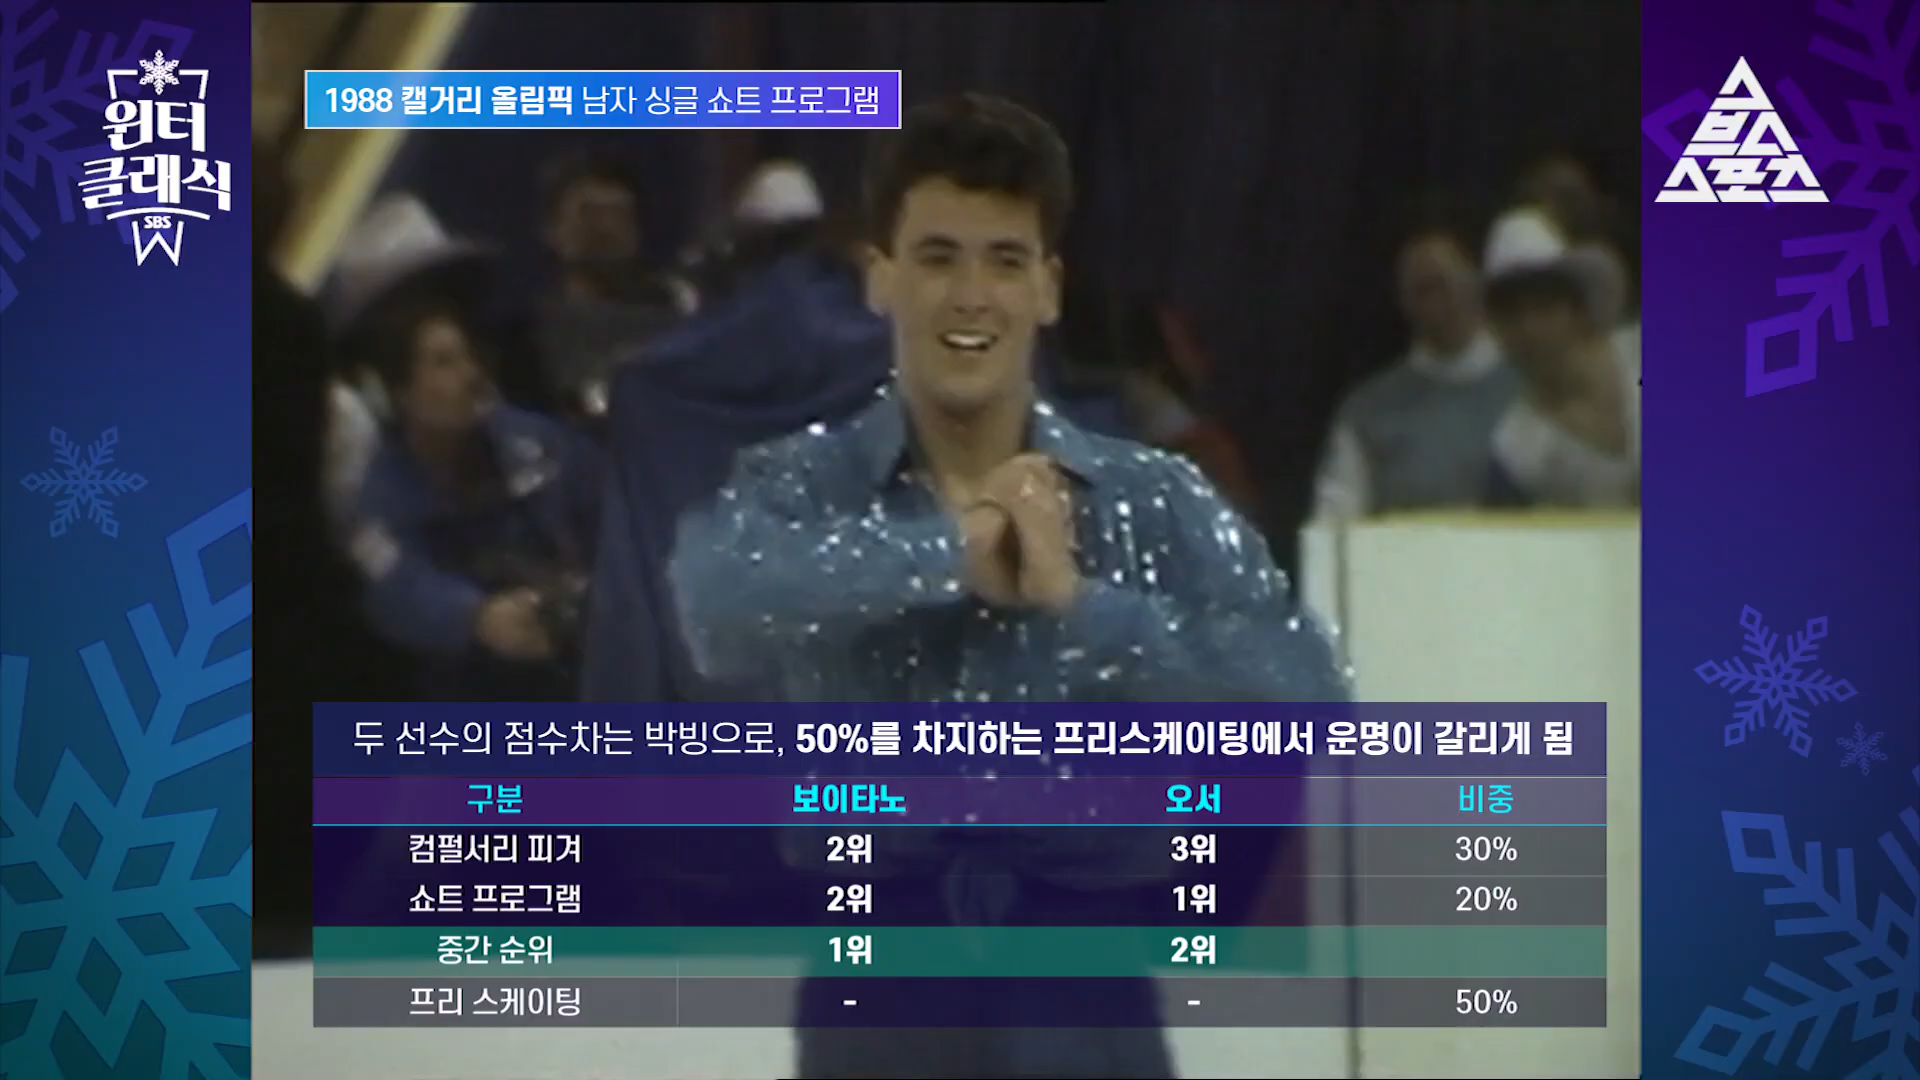 윈터
클래식
SBS
1988 캘거리 올림픽 남자 싱글 쇼트 프로그램
스브스
스포츠
두 선수의 점수차는 박빙으로, 50%를 차지하는 프리스케이팅에서 운명이 갈리게 됨
구분 보이타노 오서 비중
컴펄서리 피겨 2위 3위 30%
쇼트 프로그램 2위 1위 20%
중간 순위 1위 2위
프리 스케이팅 - - 50%